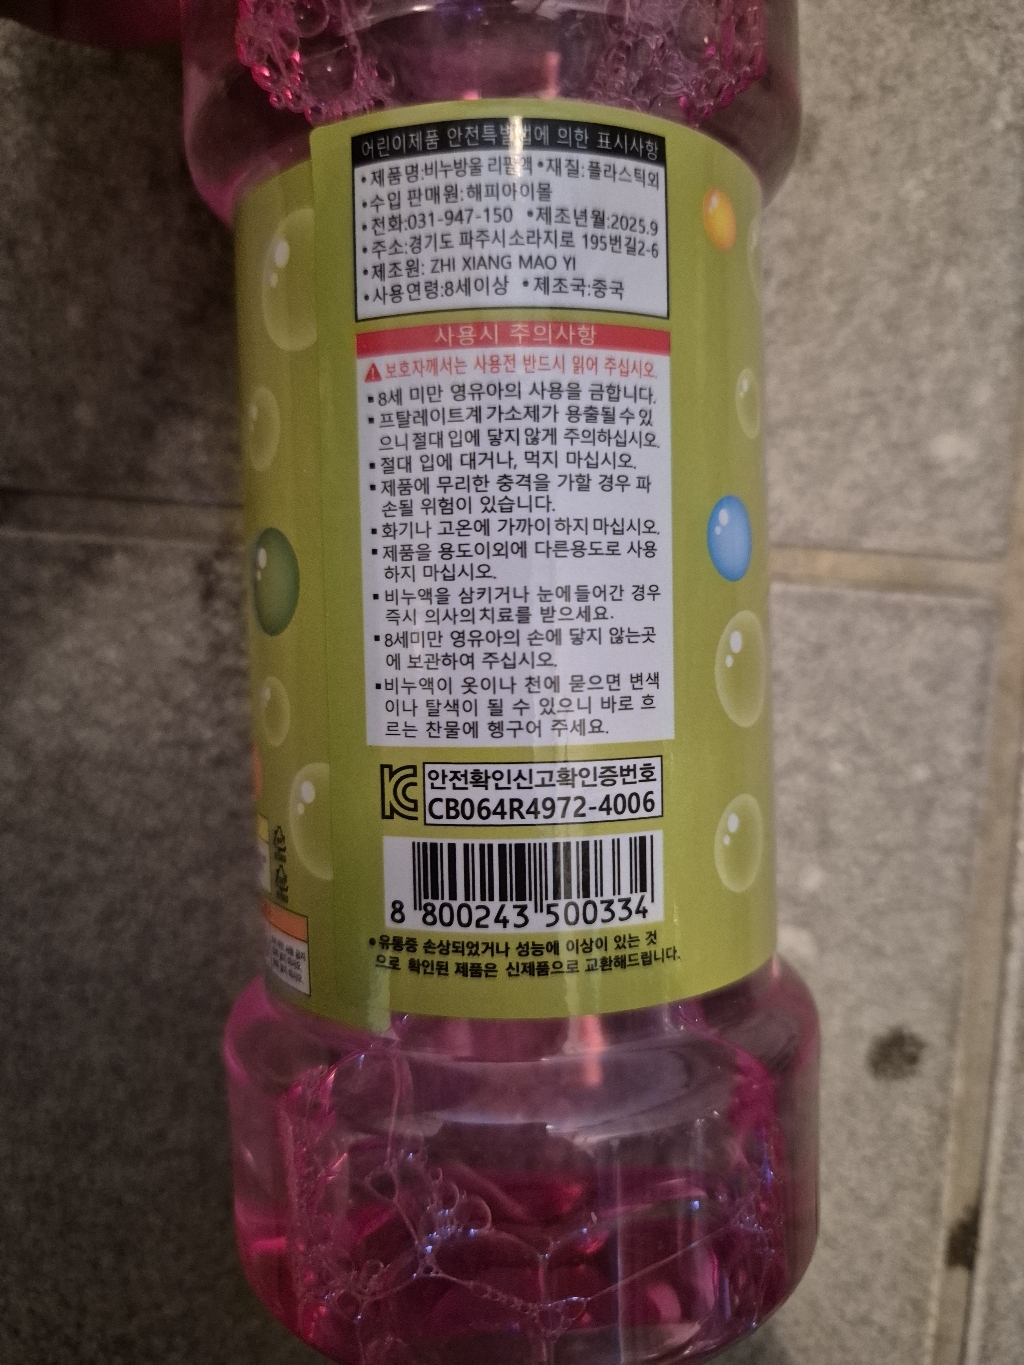 어린이제품 안전특별법에 의한 표시사항
•제품명:비누방울 리필액 •재질:플라스틱외
•수입 판매원:해피아이몰
•전화:031-947-150 •제조년월:2025.9
•주소:경기도 파주시소라지로 195번길2-6
•제조원: ZHI XIANG MAO YI
•사용연령:8세이상 •제조국:중국
사용시 주의사항
보호자께서는 사용전 반드시 읽어 주십시오.
▪8세 미만 영유아의 사용을 금합니다.
▪프탈레이트계 가소제가 용출될 수 있
으니 절대 입에 닿지 않게 주의하십시오.
▪절대 입에 대거나, 먹지 마십시오.
▪제품에 무리한 충격을 가할 경우 파
손될 위험이 있습니다.
▪화기나 고온에 가까이 하지 마십시오.
▪제품을 용도이외에 다른용도로 사용
하지 마십시오.
▪비누액을 삼키거나 눈에 들어간 경우
즉시 의사의 치료를 받으세요.
▪8세미만 영유아의 손에 닿지 않는곳
에 보관하여 주십시오.
▪비누액이 옷이나 천에 묻으면 변색
이나 탈색이 될 수 있으니 바로 흐
르는 찬물에 헹구어 주세요.
KC 안전확인신고확인증번호
CB064R4972-4006
8 800243 500334
•유통중 손상되었거나 성능에 이상이 있는 것
으로 확인된 제품은 신제품으로 교환해드립니다.